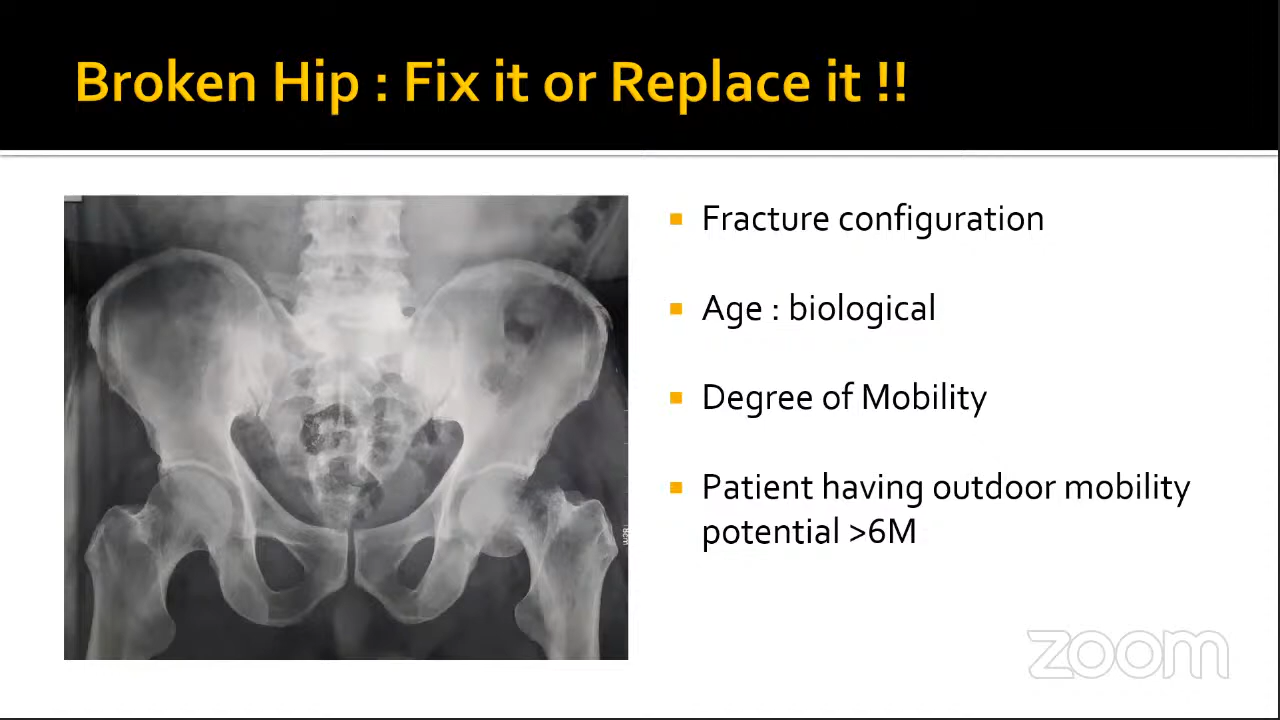 Broken Hip : Fix it or Replace it !!
Fracture configuration
Age : biological
Degree of Mobility
Patient having outdoor mobility
potential >6M
zoom